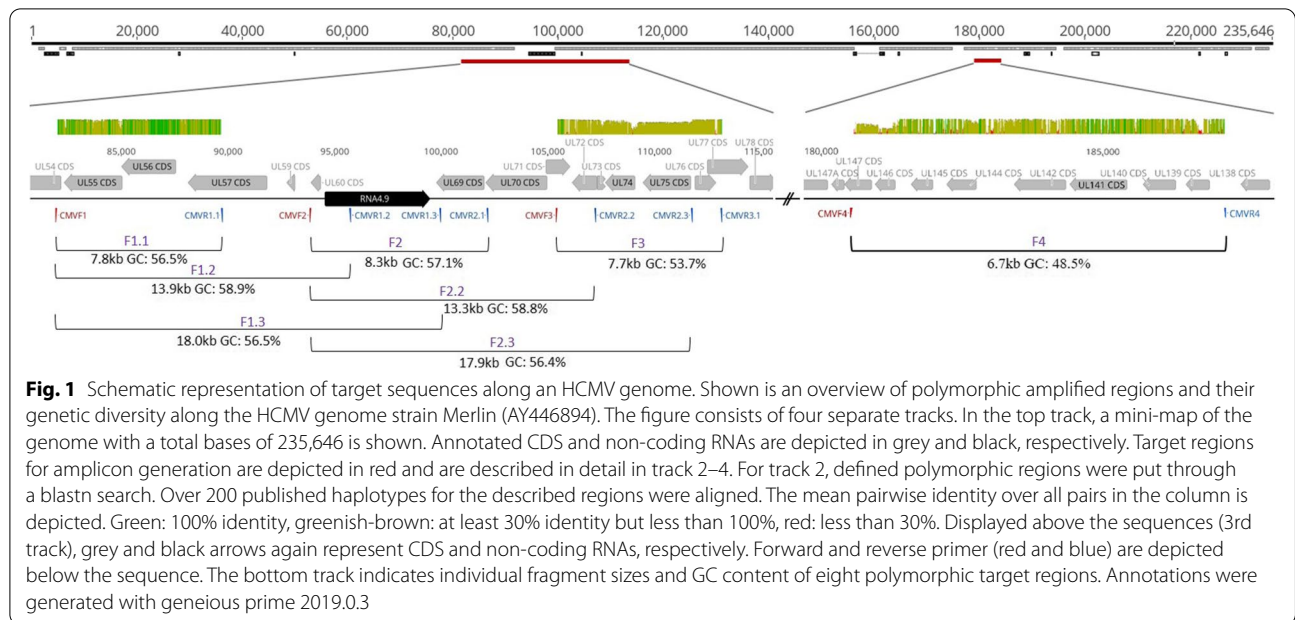 1 20,000 40,000 60,000 80,000 100,000 120,000 140,000 160,000 180,000 200,000 220,000 235,646
UL72 CDS UL77 CDS UL78 CDS
UL54 CDS 85,000 UL56 CDS 90,000 UL59 CDS 95,000 100,000 UL71 CDS 105,000 UL73 CDS 110,000 UL76 CDS 115,000 180,000 UL147 CDS 185,000
UL147A CDS UL146 CDS UL145 CDS UL144 CDS UL142 CDS UL140 CDS UL139 CDS UL138 CDS
UL55 CDS UL57 CDS UL60 CDS RNA4.9 UL69 CDS UL70 CDS UL74 UL75 CDS UL141 CDS
CMVF1 CMVR1.1 CMVF2 CMVR1.2 CMVR1.3 CMVR2.1 CMVF3 CMVR2.2 CMVR2.3 CMVR3.1 CMVF4 CMVR4
F1.1 F2 F3 F4
7.8kb GC: 56.5% 8.3kb GC: 57.1% 7.7kb GC: 53.7% 6.7kb GC: 48.5%
F1.2 F2.2
13.9kb GC: 58.9% 13.3kb GC: 58.8%
F1.3
18.0kb GC: 56.5% F2.3
17.9kb GC: 56.4%
Fig. 1 Schematic representation of target sequences along an HCMV genome. Shown is an overview of polymorphic amplified regions and their
genetic diversity along the HCMV genome strain Merlin (AY446894). The figure consists of four separate tracks. In the top track, a mini-map of the
genome with a total bases of 235,646 is shown. Annotated CDS and non-coding RNAs are depicted in grey and black, respectively. Target regions
for amplicon generation are depicted in red and are described in detail in track 2–4. For track 2, defined polymorphic regions were put through
a blastn search. Over 200 published haplotypes for the described regions were aligned. The mean pairwise identity over all pairs in the column is
depicted. Green: 100% identity, greenish-brown: at least 30% identity but less than 100%, red: less than 30%. Displayed above the sequences (3rd
track), grey and black arrows again represent CDS and non-coding RNAs, respectively. Forward and reverse primer (red and blue) are depicted
below the sequence. The bottom track indicates individual fragment sizes and GC content of eight polymorphic target regions. Annotations were
generated with geneious prime 2019.0.3